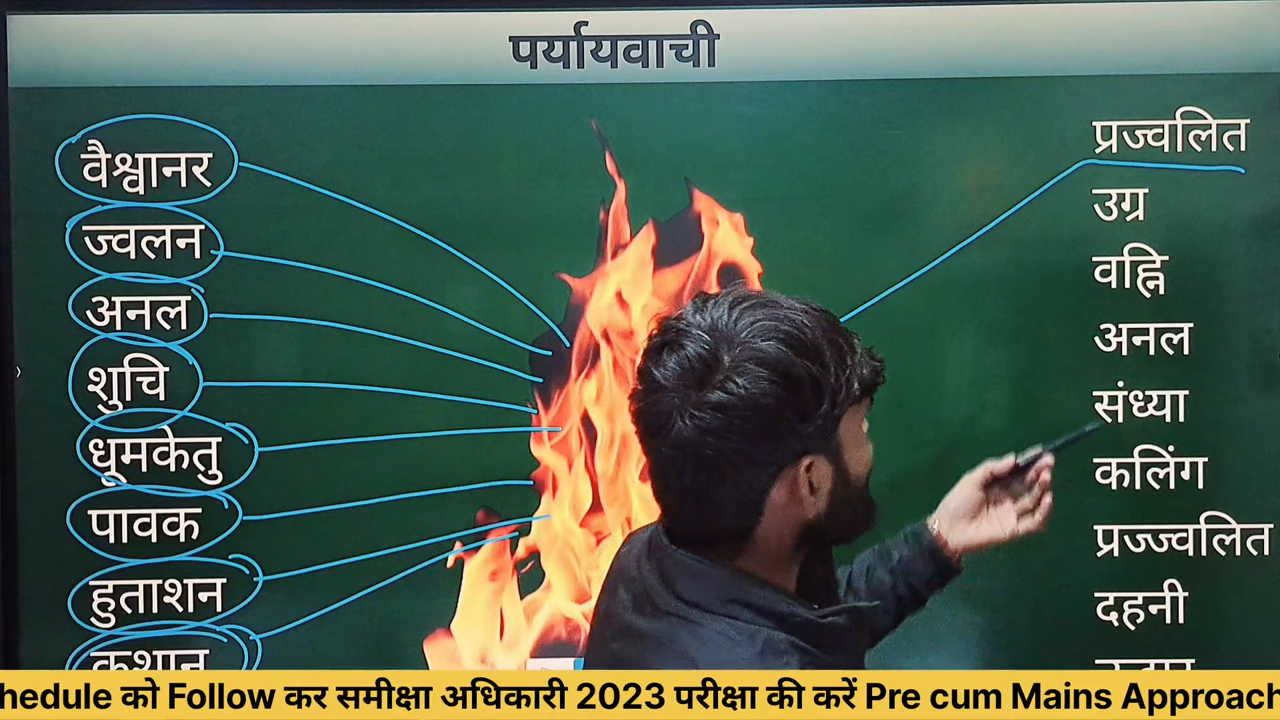 पर्यायवाची
वैश्वानर
ज्वलन
अनल
शुचि
धूमकेतु
पावक
हुताशन
प्रज्वलित
उग्र
वह्नि
अनल
संध्या
कलिंग
प्रज्ज्वलित
दहनी
hedule को Follow कर समीक्षा अधिकारी 2023 परीक्षा की करें Pre cum Mains Approach